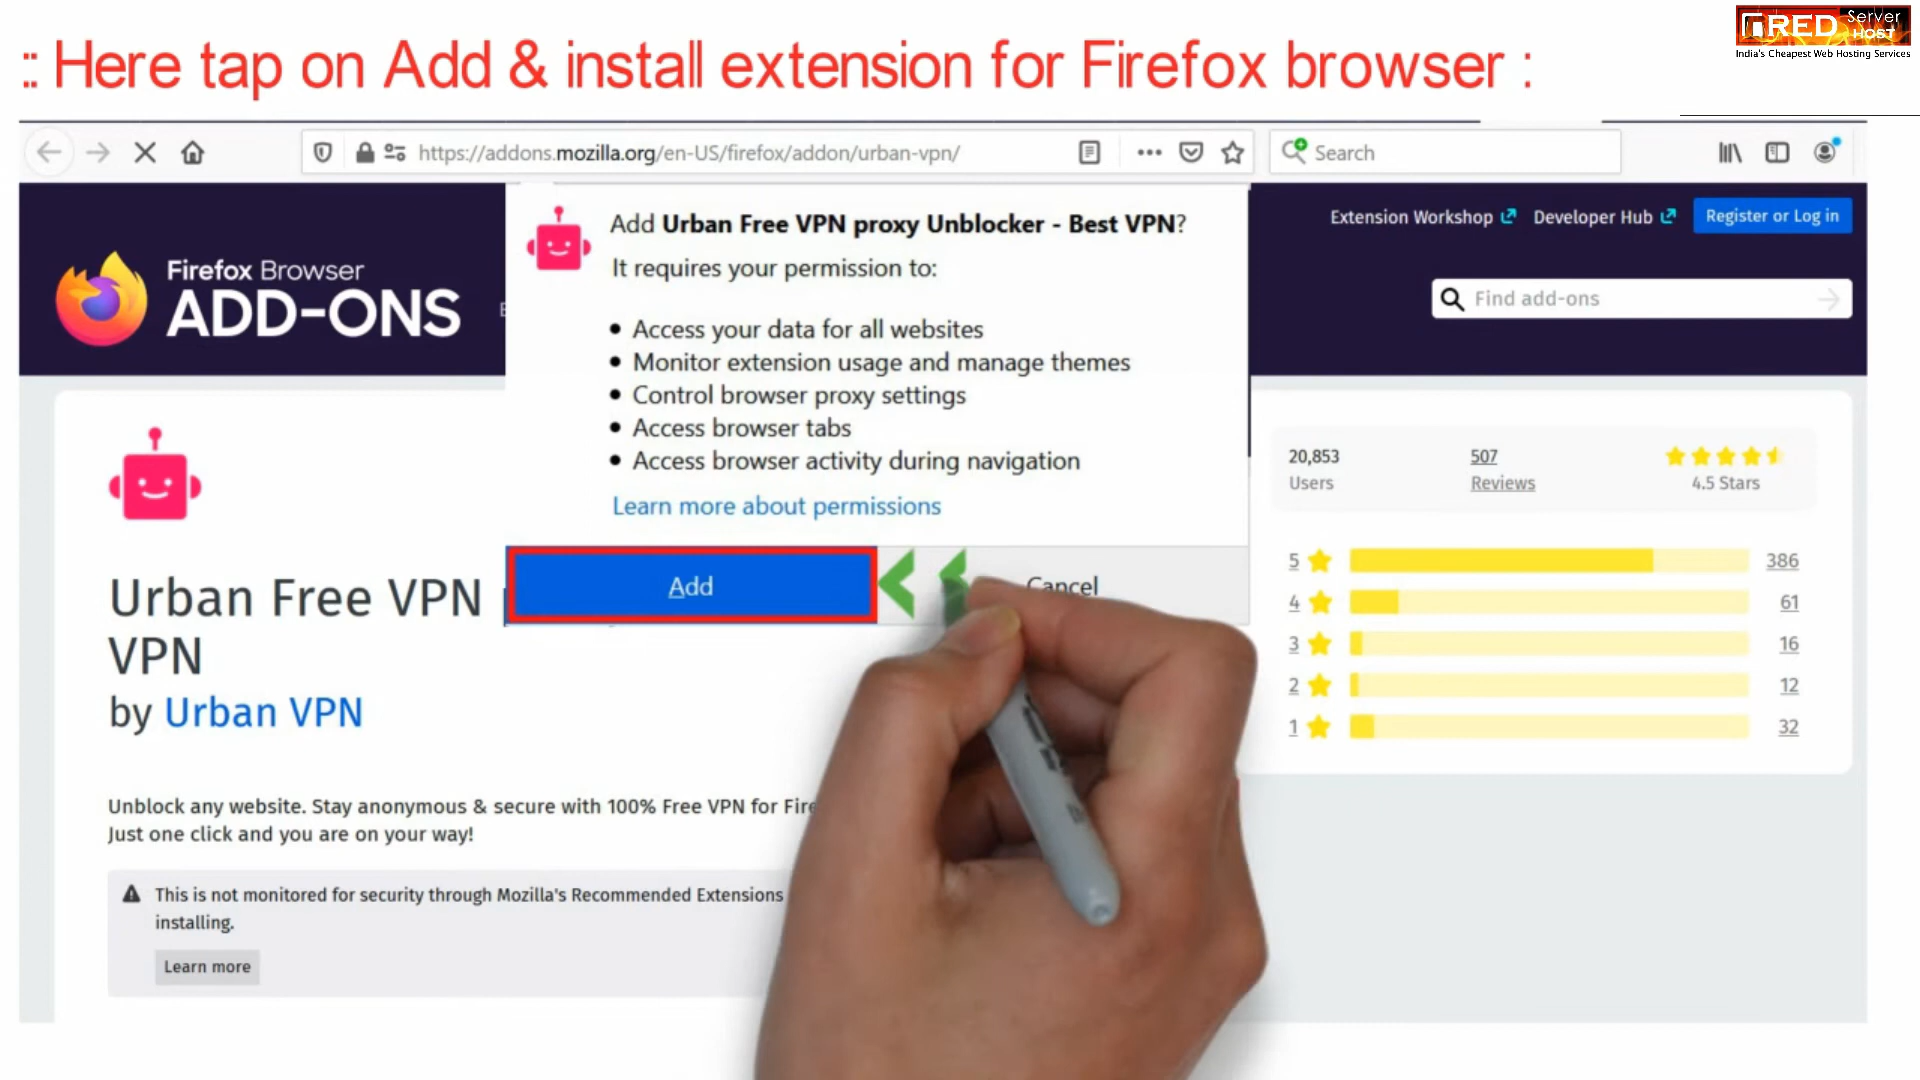 :: Here tap on Add & install extension for Firefox browser :
RED Server
HOST
India's Cheapest Web Hosting Services
https://addons.mozilla.org/en-US/firefox/addon/urban-vpn/
Search
Extension Workshop
Developer Hub
Register or Log in
Firefox Browser
ADD-ONS
Find add-ons
Add Urban Free VPN proxy Unblocker - Best VPN?
It requires your permission to:
• Access your data for all websites
• Monitor extension usage and manage themes
• Control browser proxy settings
• Access browser tabs
• Access browser activity during navigation
Learn more about permissions
Add
Cancel
Urban Free VPN
VPN
by Urban VPN
20,853
Users
507
Reviews
4.5 Stars
5 386
4 61
3 16
2 12
1 32
Unblock any website. Stay anonymous & secure with 100% Free VPN for Fire
Just one click and you are on your way!
This is not monitored for security through Mozilla's Recommended Extensions
installing.
Learn more